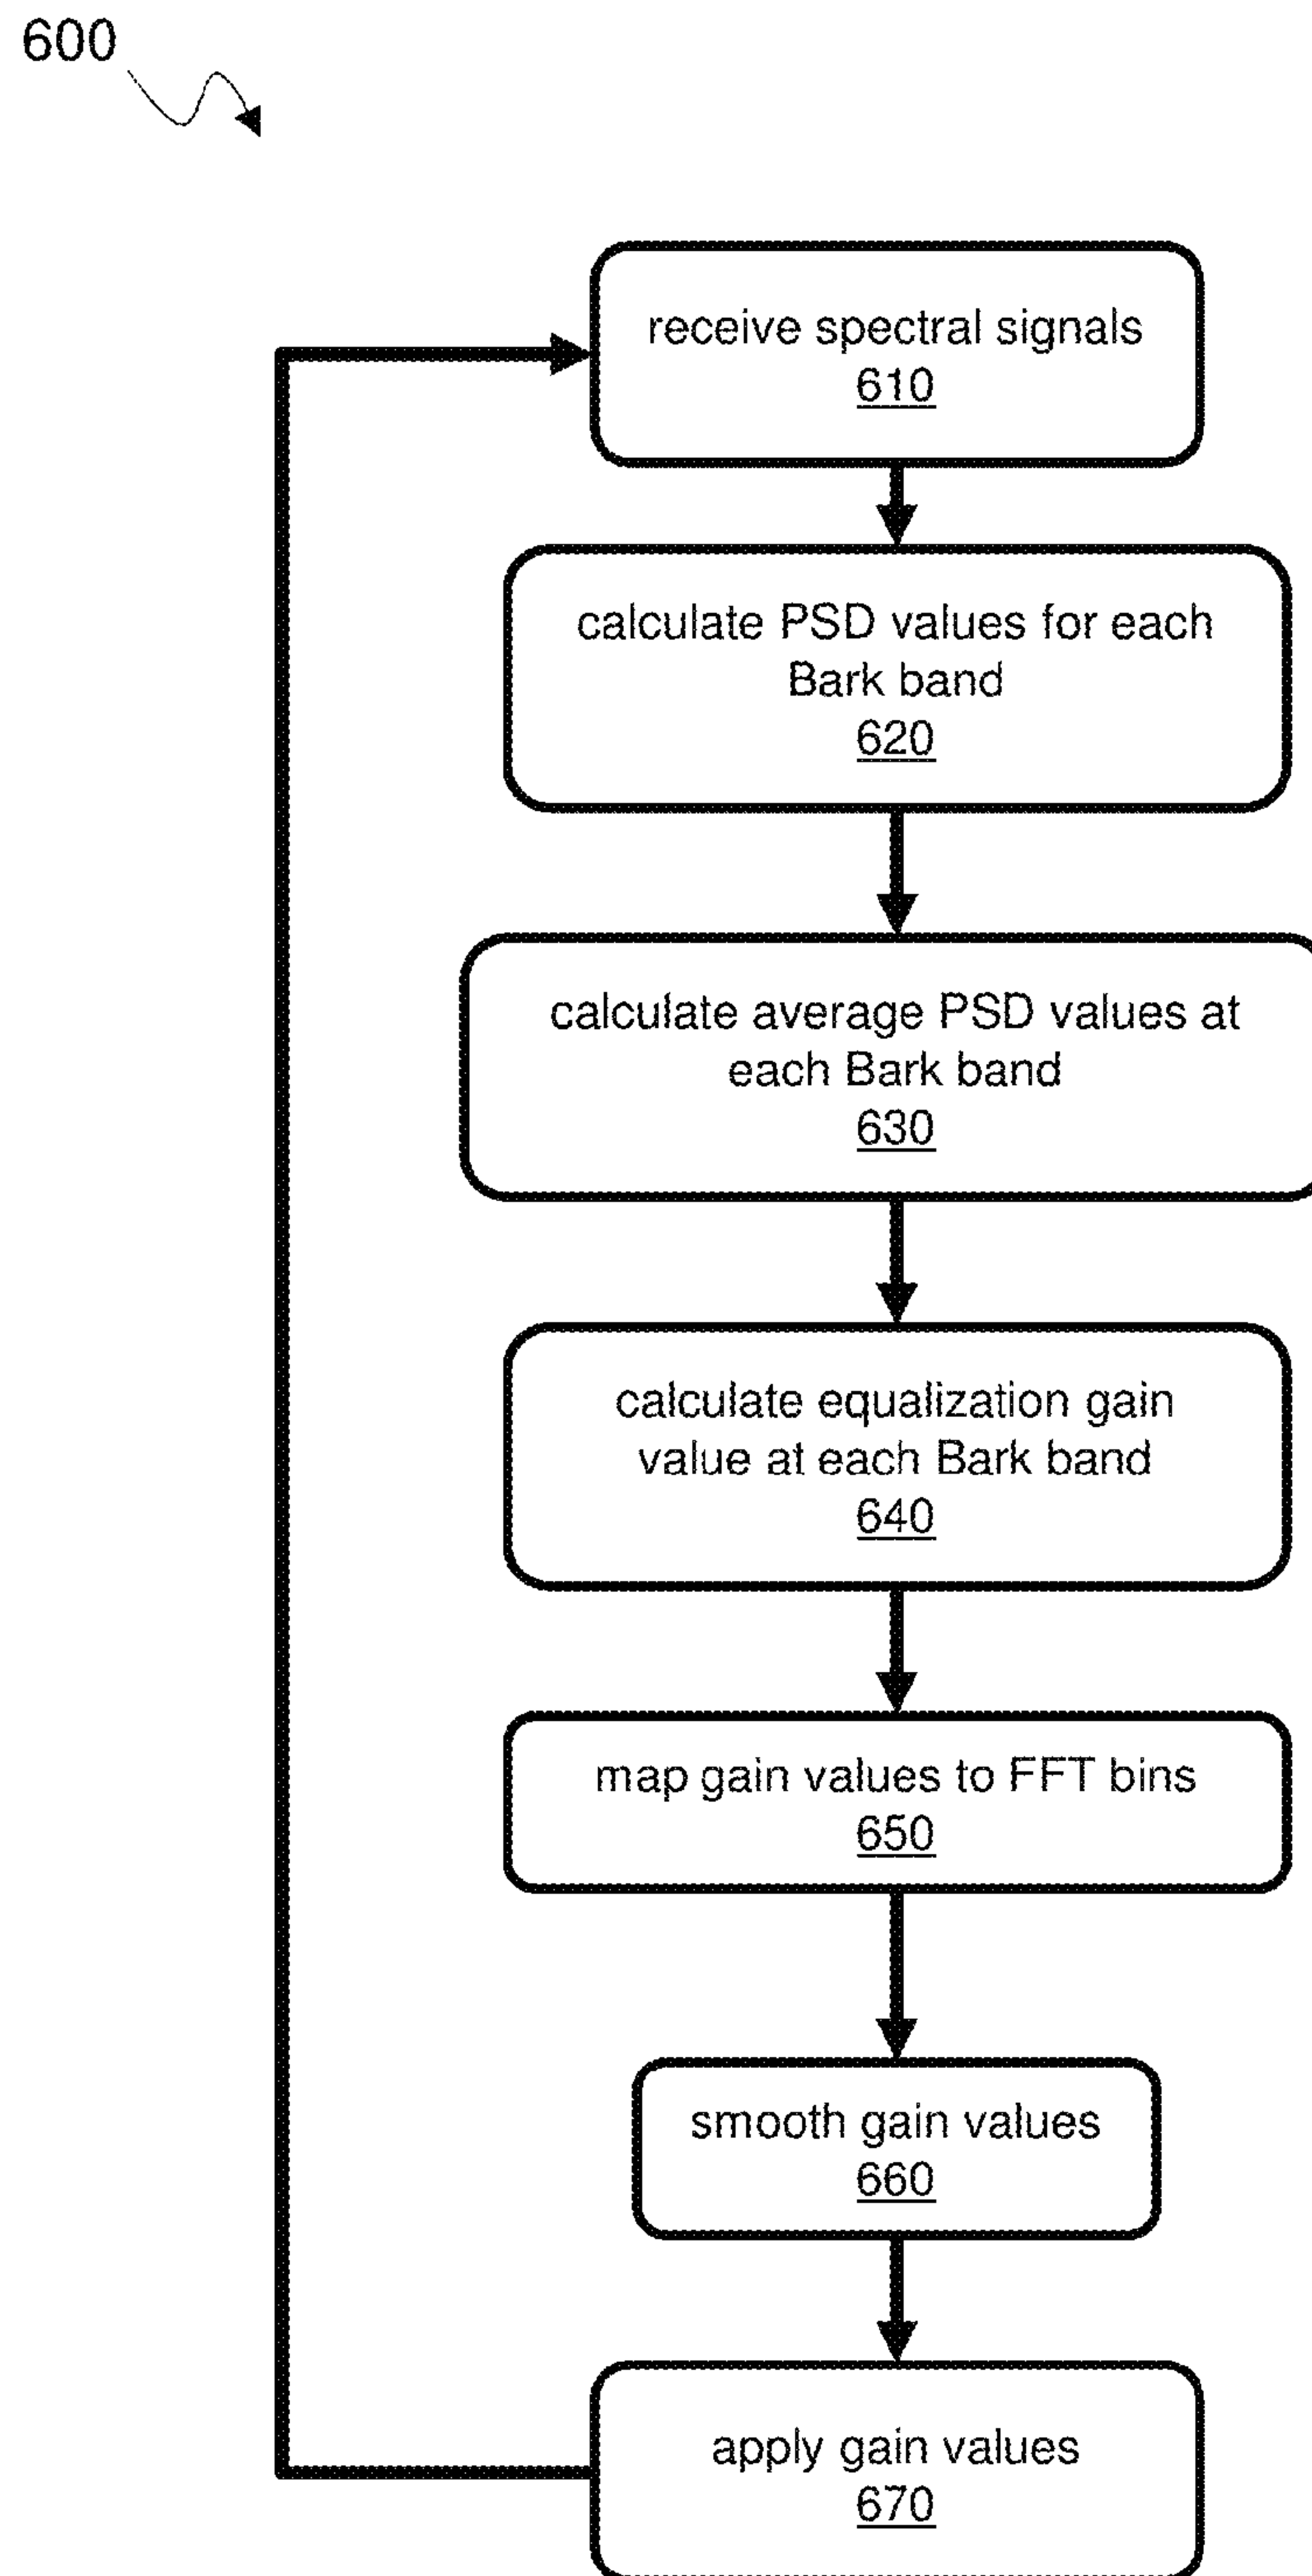 600
receive spectral signals
610
calculate PSD values for each
Bark band
620
calculate average PSD values at
each Bark band
630
calculate equalization gain
value at each Bark band
640
map gain values to FFT bins
650
smooth gain values
660
apply gain values
670